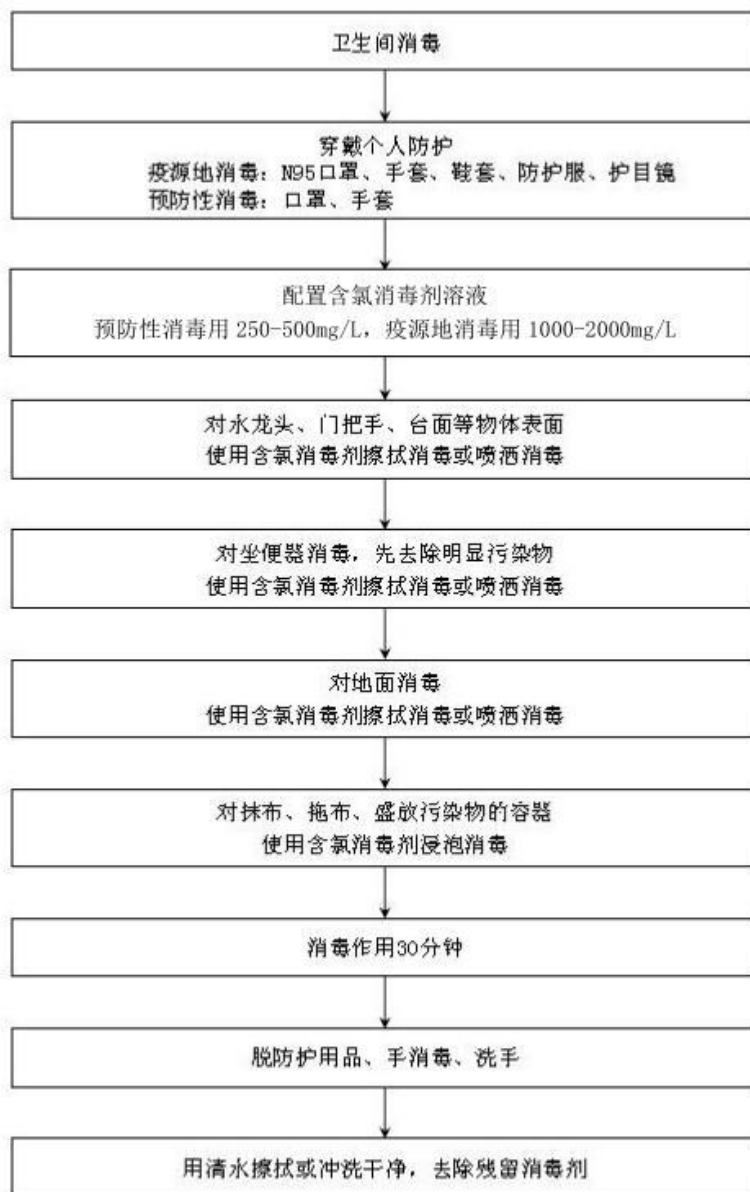 卫生间消毒
穿戴个人防护
疫源地消毒：N95口罩、手套、鞋套、防护服、护目镜
预防性消毒：口罩、手套
配置含氯消毒剂溶液
预防性消毒用 250-500mg/L，疫源地消毒用 1000-2000mg/L
对水龙头、门把手、台面等物体表面
使用含氯消毒剂擦拭消毒或喷洒消毒
对坐便器消毒，先去除明显污染物
使用含氯消毒剂擦拭消毒或喷洒消毒
对地面消毒
使用含氯消毒剂擦拭消毒或喷洒消毒
对抹布、拖布、盛放污染物的容器
使用含氯消毒剂浸泡消毒
消毒作用30分钟
脱防护用品、手消毒、洗手
用清水擦拭或冲洗干净，去除残留消毒剂